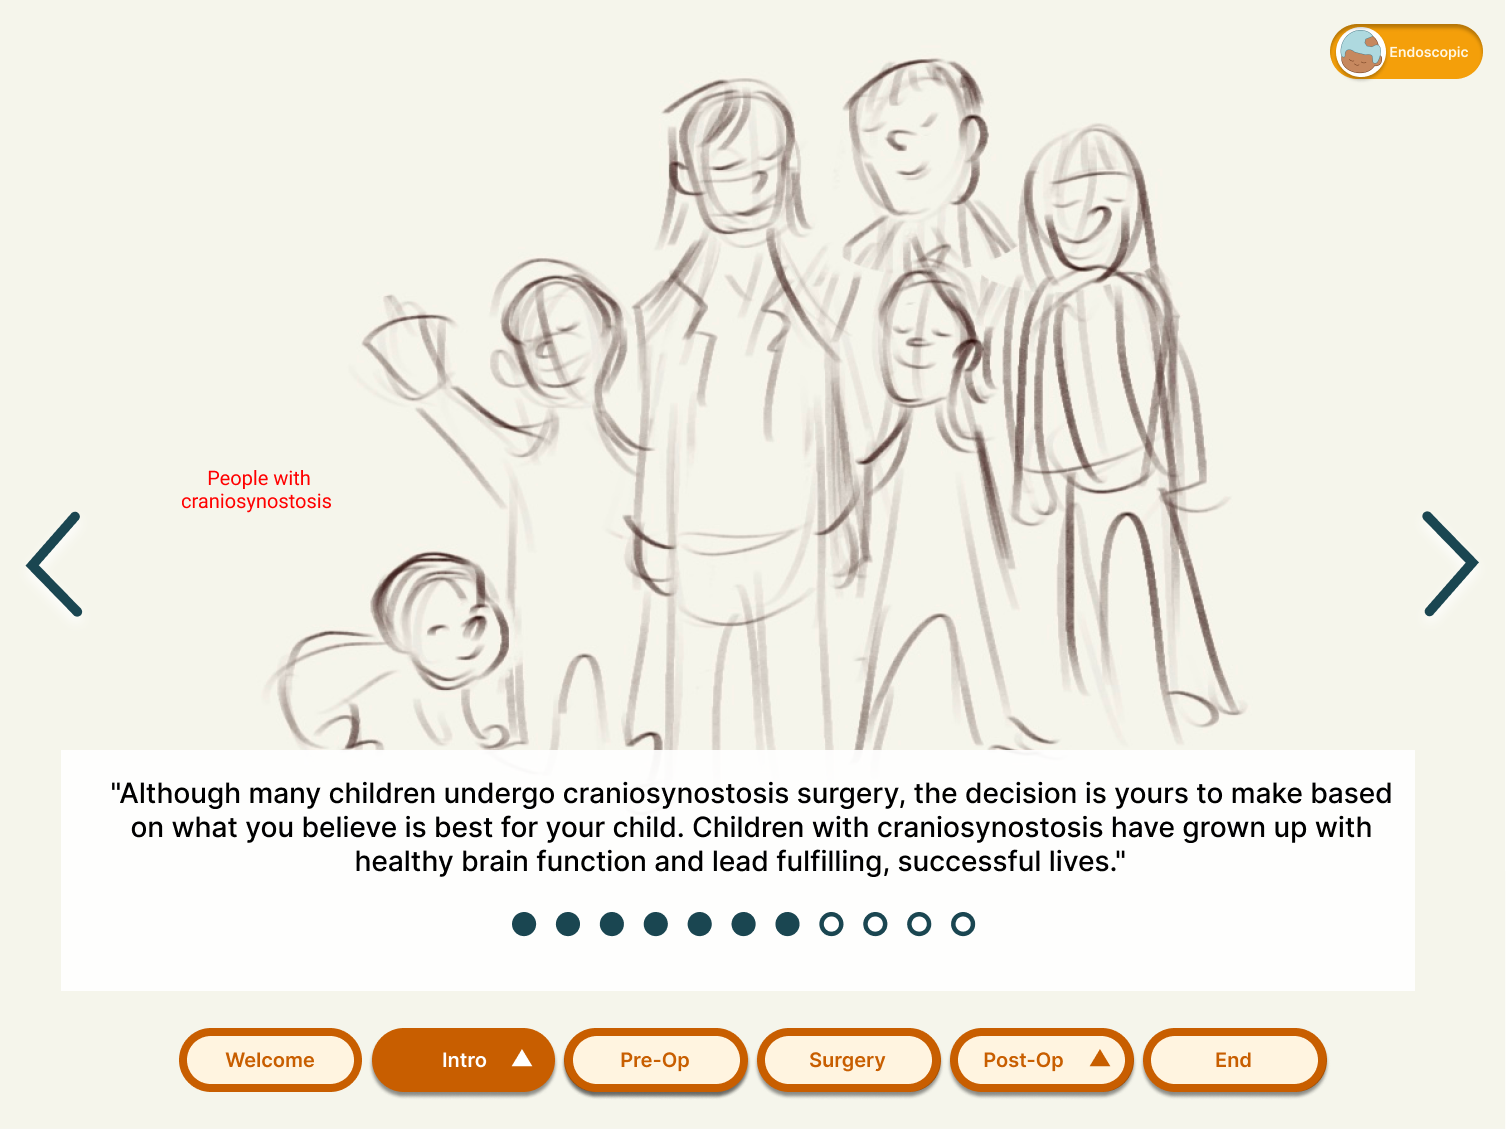 Endoscopic
People with
craniosynostosis
"Although many children undergo craniosynostosis surgery, the decision is yours to make based
on what you believe is best for your child. Children with craniosynostosis have grown up with
healthy brain function and lead fulfilling, successful lives."
Welcome
Intro
Pre-Op
Surgery
Post-Op
End